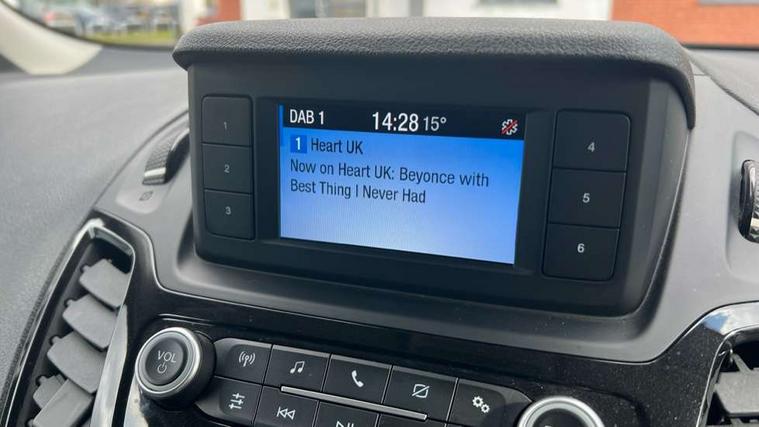 DAB 1 14:28 15°
1 Heart UK
Now on Heart UK: Beyonce with
Best Thing I Never Had
1
2
3
4
5
6
VOL